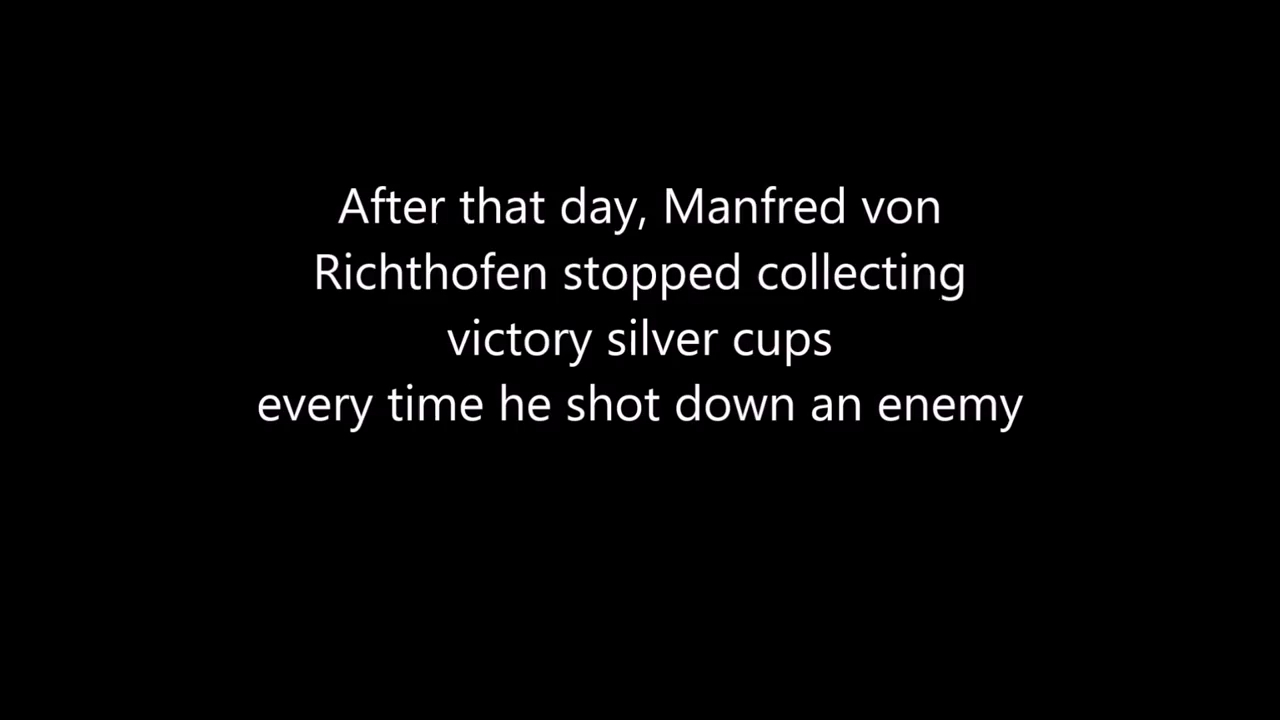 After that day, Manfred von
Richthofen stopped collecting
victory silver cups
every time he shot down an enemy